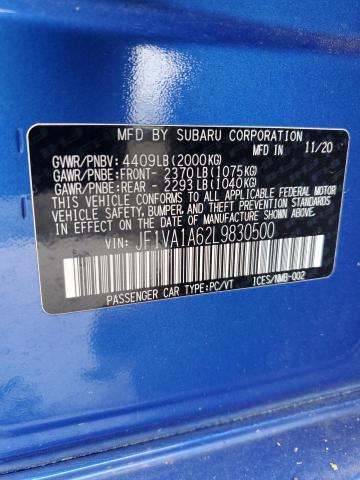 MFD BY SUBARU CORPORATION
MFD IN 11/20
GVWR/PNBV: 4409LB(2000KG)
GAWR/PNBE:FRONT- 2370LB(1075KG)
GAWR/PNBE:REAR - 2293LB(1040KG)
THIS VEHICLE CONFORMS TO ALL APPLICABLE FEDERAL MOTOR
VEHICLE SAFETY, BUMPER AND THEFT PREVENTION STANDARDS
IN EFFECT ON THE DATE OF MANUFACTURE SHOWN ABOVE.
VIN: JF1VA1A62L9830500
PASSENGER CAR TYPE:PC/VT ICES/NMB-002